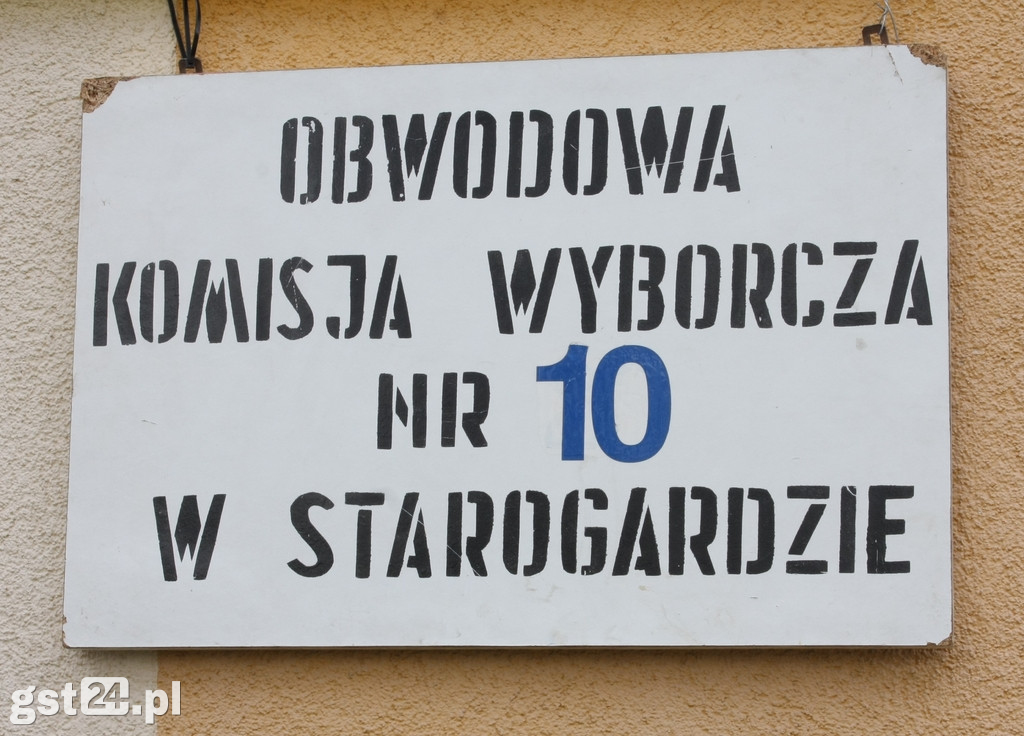 OBWODOWA
KOMISJA WYBORCZA
NR 10
W STAROGARDZIE
gst24.pl